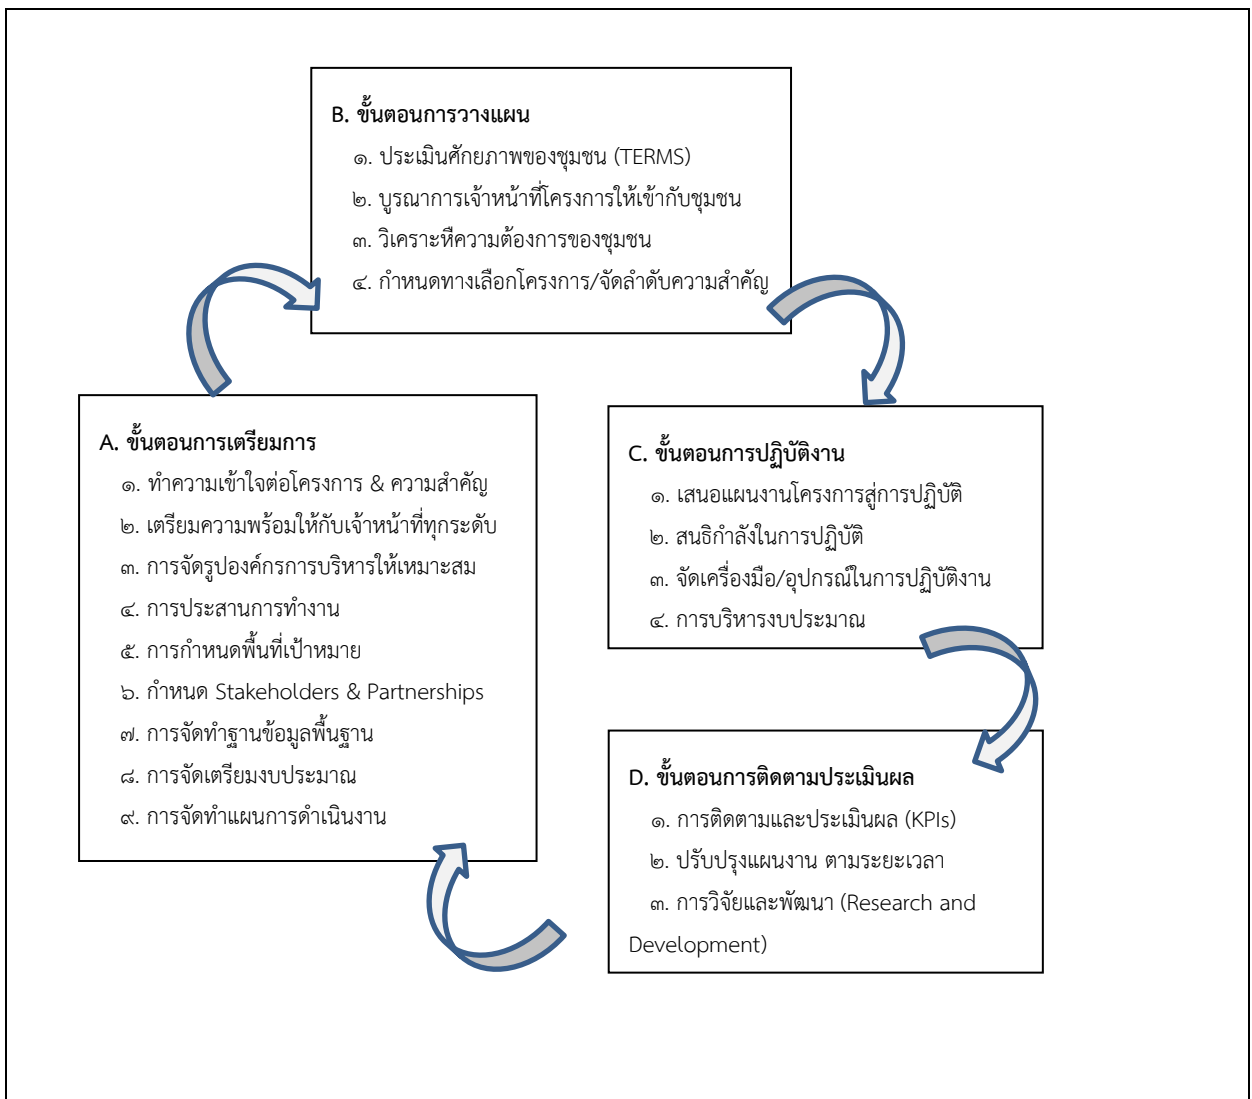 B. ขั้นตอนการวางแผน
๑. ประเมินศักยภาพของชุมชน (TERMS)
๒. บูรณาการเจ้าหน้าที่โครงการให้เข้ากับชุมชน
๓. วิเคราะหืความต้องการของชุมชน
๔. กำหนดทางเลือกโครงการ/จัดลำดับความสำคัญ
A. ขั้นตอนการเตรียมการ
๑. ทำความเข้าใจต่อโครงการ & ความสำคัญ
๒. เตรียมความพร้อมให้กับเจ้าหน้าที่ทุกระดับ
๓. การจัดรูปองค์กรการบริหารให้เหมาะสม
๔. การประสานการทำงาน
๕. การกำหนดพื้นที่เป้าหมาย
๖. กำหนด Stakeholders & Partnerships
๗. การจัดทำฐานข้อมูลพื้นฐาน
๘. การจัดเตรียมงบประมาณ
๙. การจัดทำแผนการดำเนินงาน
C. ขั้นตอนการปฏิบัติงาน
๑. เสนอแผนงานโครงการสู่การปฏิบัติ
๒. สนธิกำลังในการปฏิบัติ
๓. จัดเครื่องมือ/อุปกรณ์ในการปฏิบัติงาน
๔. การบริหารงบประมาณ
D. ขั้นตอนการติดตามประเมินผล
๑. การติดตามและประเมินผล (KPIs)
๒. ปรับปรุงแผนงาน ตามระยะเวลา
๓. การวิจัยและพัฒนา (Research and
Development)